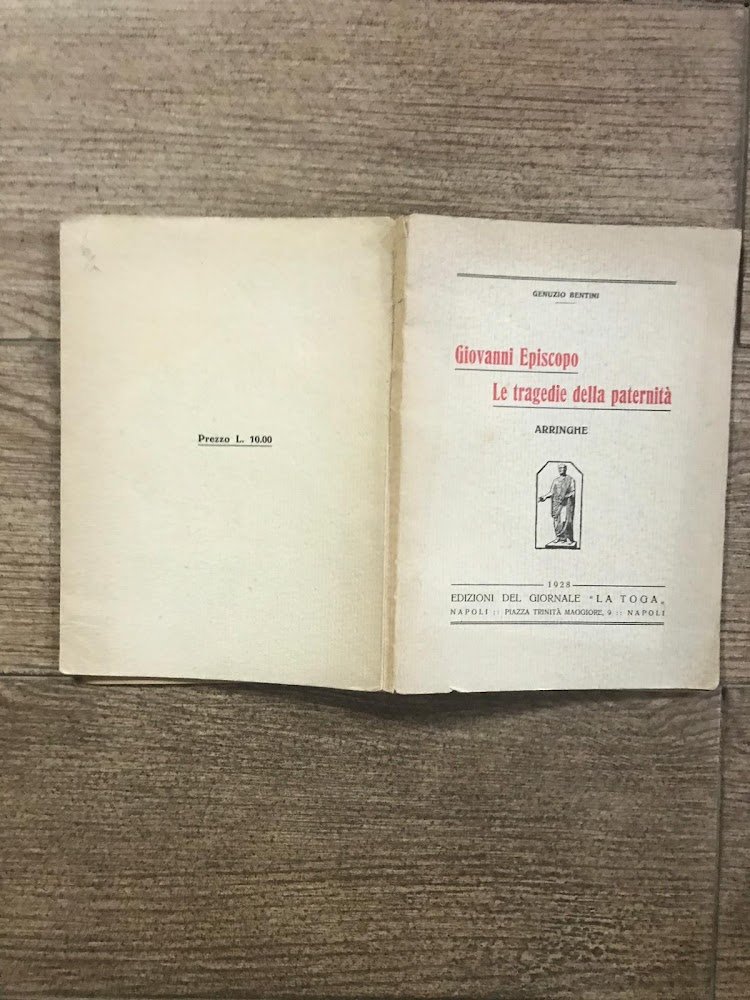 Prezzo L. 10.00
GENUZIO BENTINI
Giovanni Episcopo
Le tragedie della paternità
ARRINGHE
1928
EDIZIONI DEL GIORNALE "LA TOGA„
NAPOLI :: PIAZZA TRINITÀ MAGGIORE, 9 :: NAPOLI